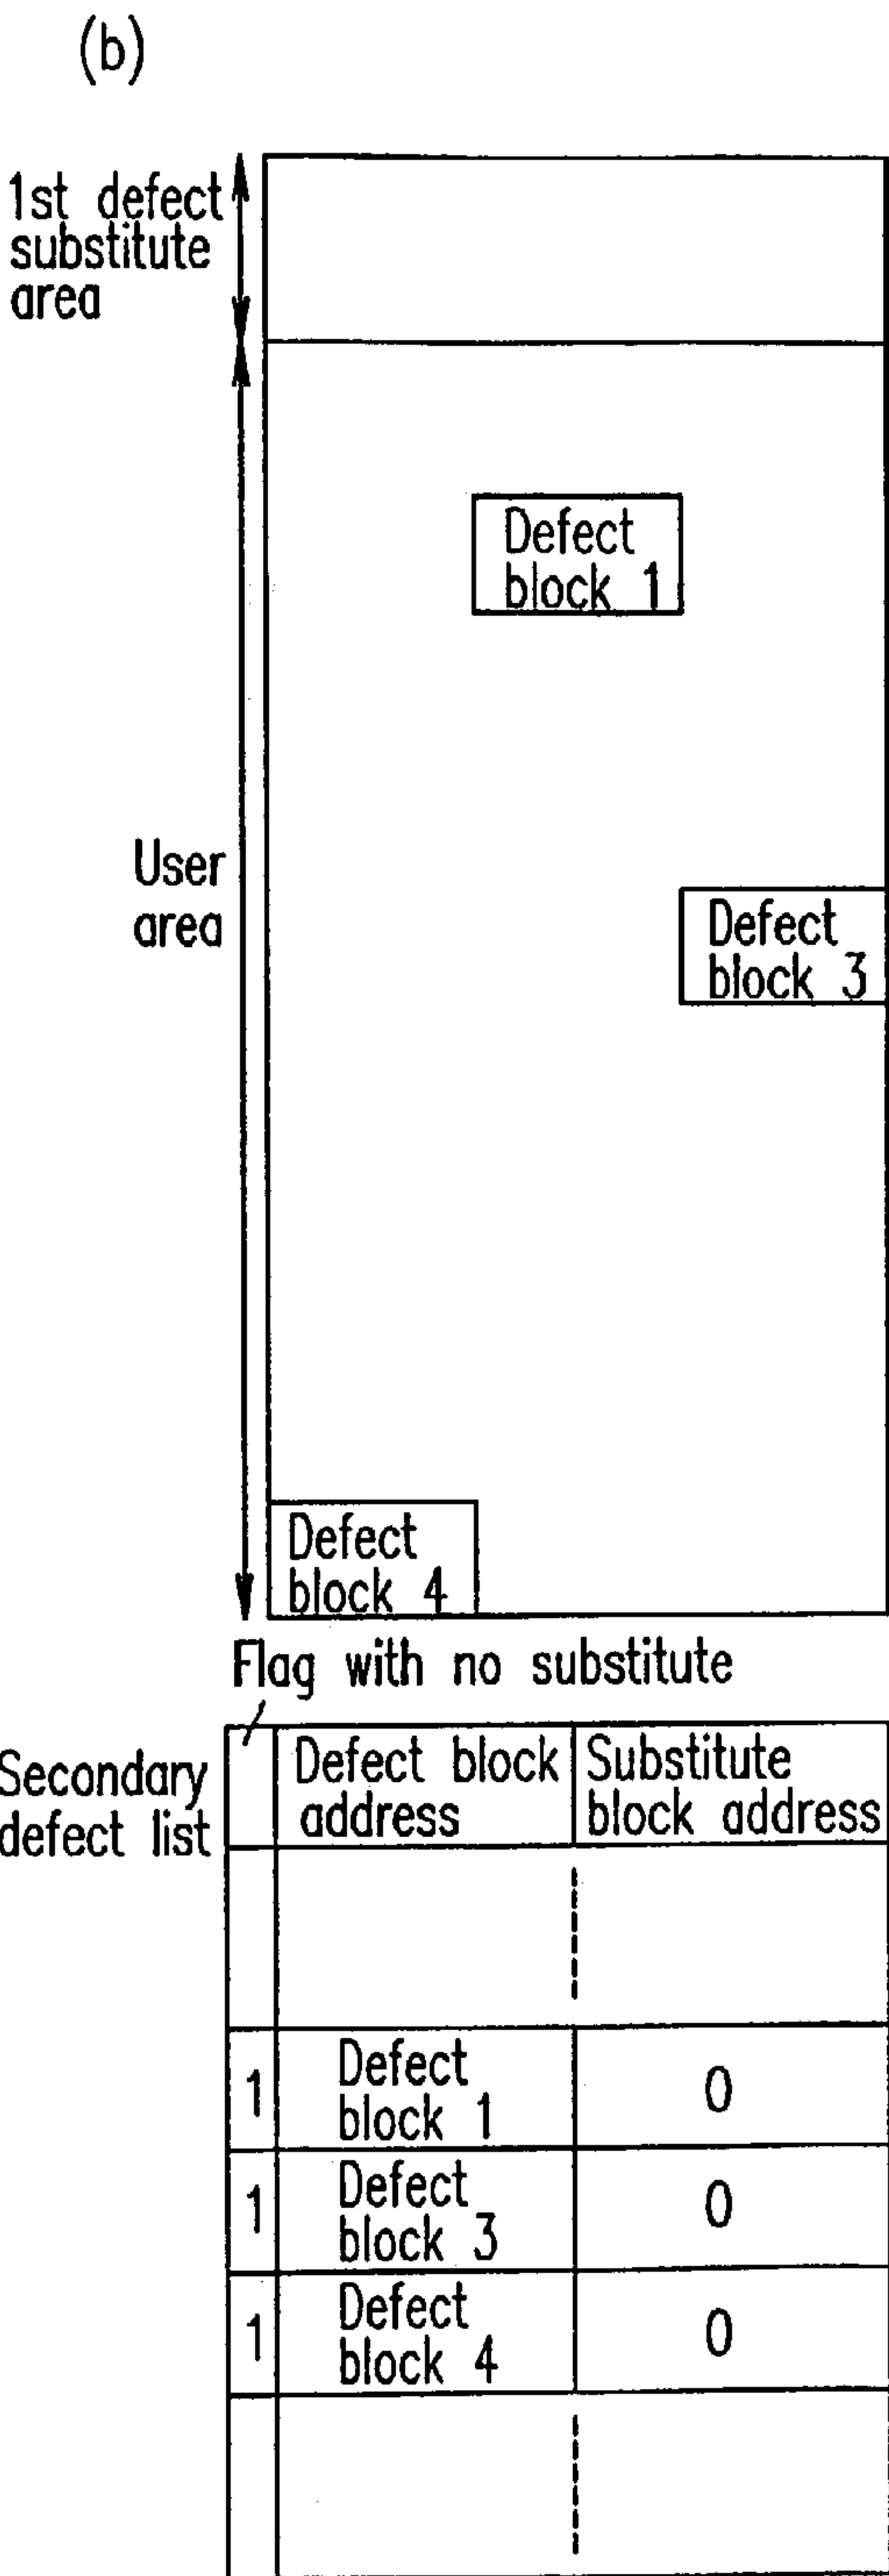 (b)
1st defect
substitute
area
Defect
block 1
User
area
Defect
block 3
Defect
block 4
Flag with no substitute
Secondary
defect list
Defect block
address
Substitute
block address
1
Defect
block 1
0
1
Defect
block 3
0
1
Defect
block 4
0